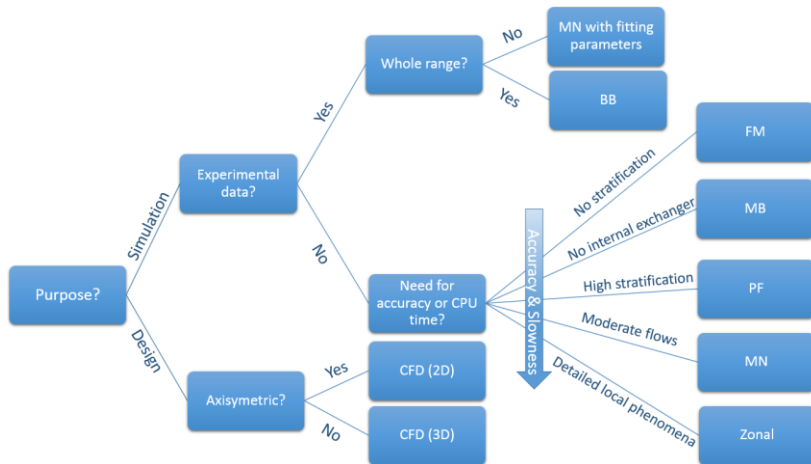 Purpose?
Simulation
Design
Experimental
data?
Yes
No
Whole range?
No
Yes
MN with fitting
parameters
BB
Need for
accuracy or CPU
time?
Accuracy & Slowness
No stratification
No internal exchanger
High stratification
Moderate flows
Detailed local phenomena
FM
MB
PF
MN
Zonal
Axisymetric?
Yes
No
CFD (2D)
CFD (3D)